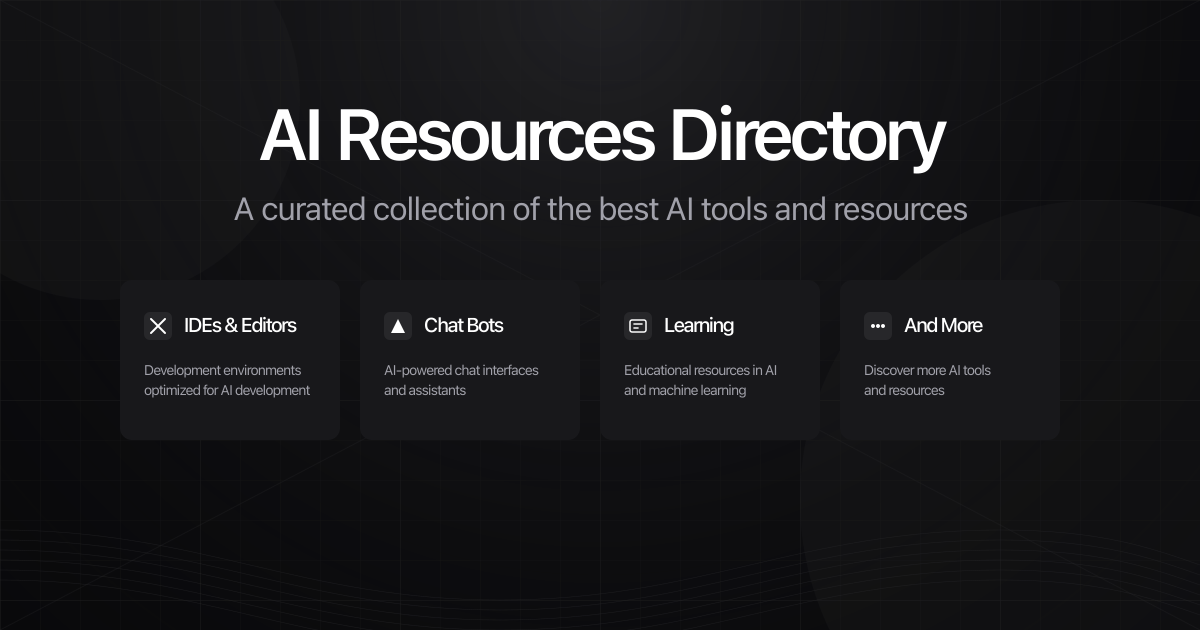 AI Resources Directory
A curated collection of the best AI tools and resources
IDEs & Editors
Development environments
optimized for AI development
Chat Bots
AI-powered chat interfaces
and assistants
Learning
Educational resources in AI
and machine learning
And More
Discover more AI tools
and resources